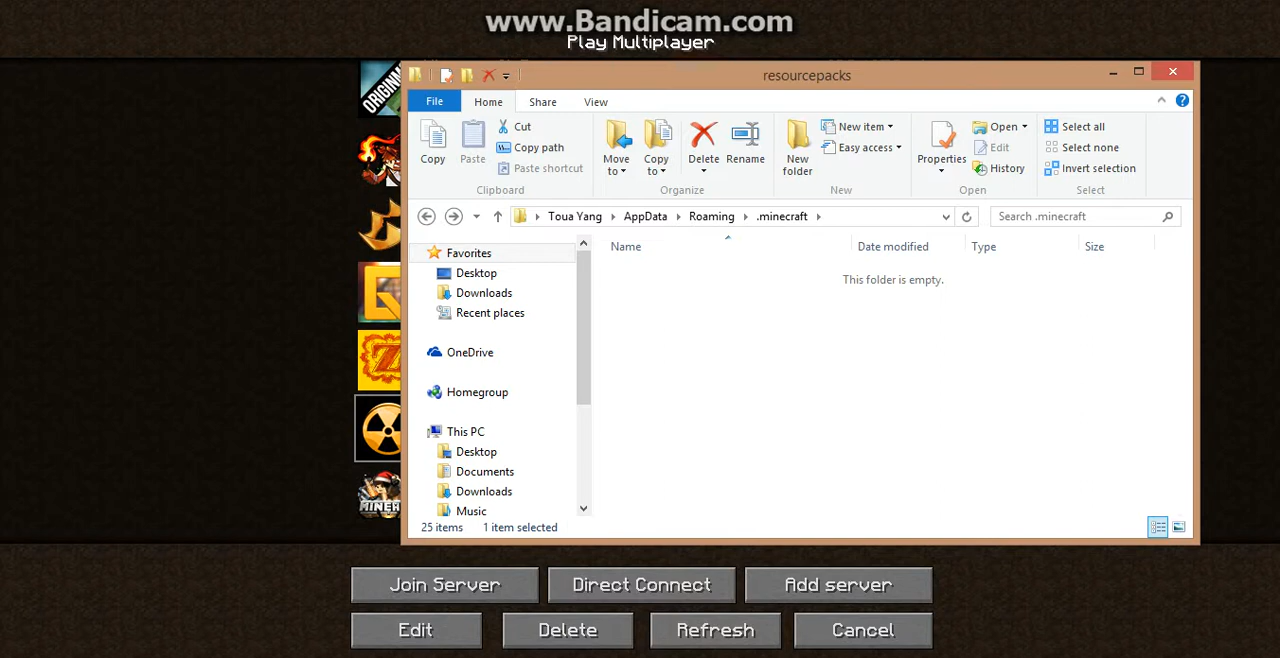 www.Bandicam.com
Play Multiplayer
resourcepacks
File Home Share View
Copy
Paste
Cut
Copy path
Paste shortcut
Clipboard
Move to
Copy to
Delete
Rename
Organize
New folder
New item
Easy access
New
Properties
Open
Edit
History
Open
Select all
Select none
Invert selection
Select
Toua Yang AppData Roaming .minecraft
Search .minecraft
Name Date modified Type Size
This folder is empty.
Favorites
Desktop
Downloads
Recent places
OneDrive
Homegroup
This PC
Desktop
Documents
Downloads
Music
25 items 1 item selected
Join Server Direct Connect Add server
Edit Delete Refresh Cancel